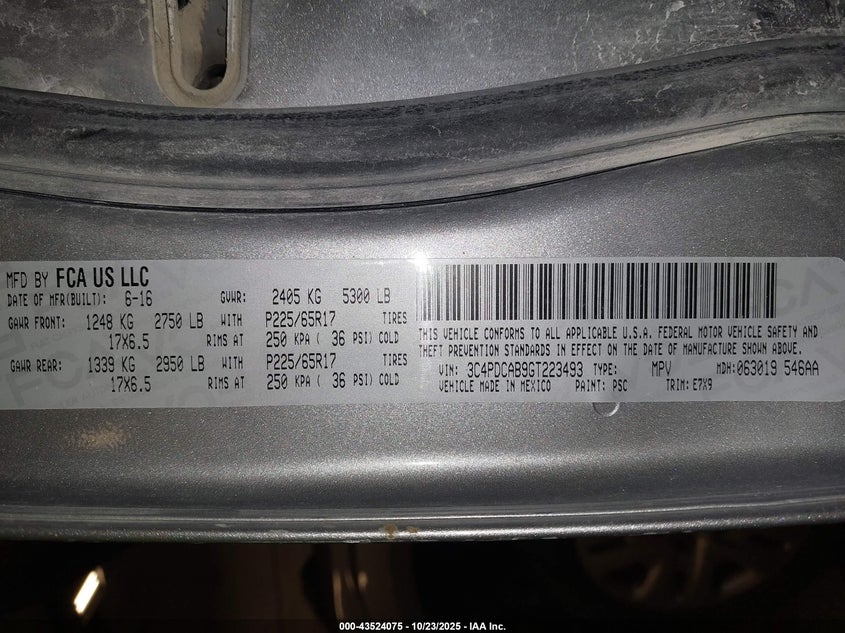 MFD BY FCA US LLC
DATE OF MFR(BUILT): 6-16 GVWR: 2405 KG 5300 LB
GAWR FRONT: 1248 KG 2750 LB WITH P225/65R17 TIRES
17X6.5 RIMS AT 250 KPA ( 36 PSI) COLD
GAWR REAR: 1339 KG 2950 LB WITH P225/65R17 TIRES
17X6.5 RIMS AT 250 KPA ( 36 PSI) COLD
THIS VEHICLE CONFORMS TO ALL APPLICABLE U.S.A. FEDERAL MOTOR VEHICLE SAFETY AND
THEFT PREVENTION STANDARDS IN EFFECT ON THE DATE OF MANUFACTURE SHOWN ABOVE.
VIN: 3C4PDCAB9GT223493 TYPE: MPV MDH: 063019 546AA
VEHICLE MADE IN MEXICO PAINT: PSC TRIM: E7X9
000-43524075 - 10/23/2025 - IAA Inc.